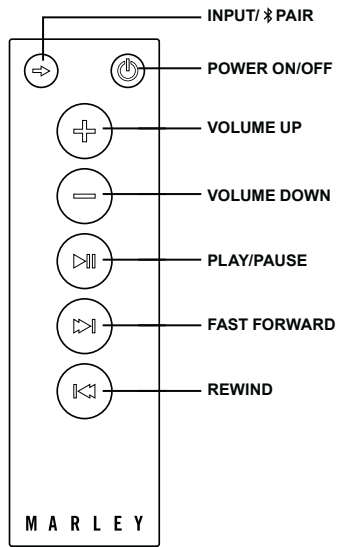 INPUT/ PAIR
POWER ON/OFF
VOLUME UP
VOLUME DOWN
PLAY/PAUSE
FAST FORWARD
REWIND
MARLEY